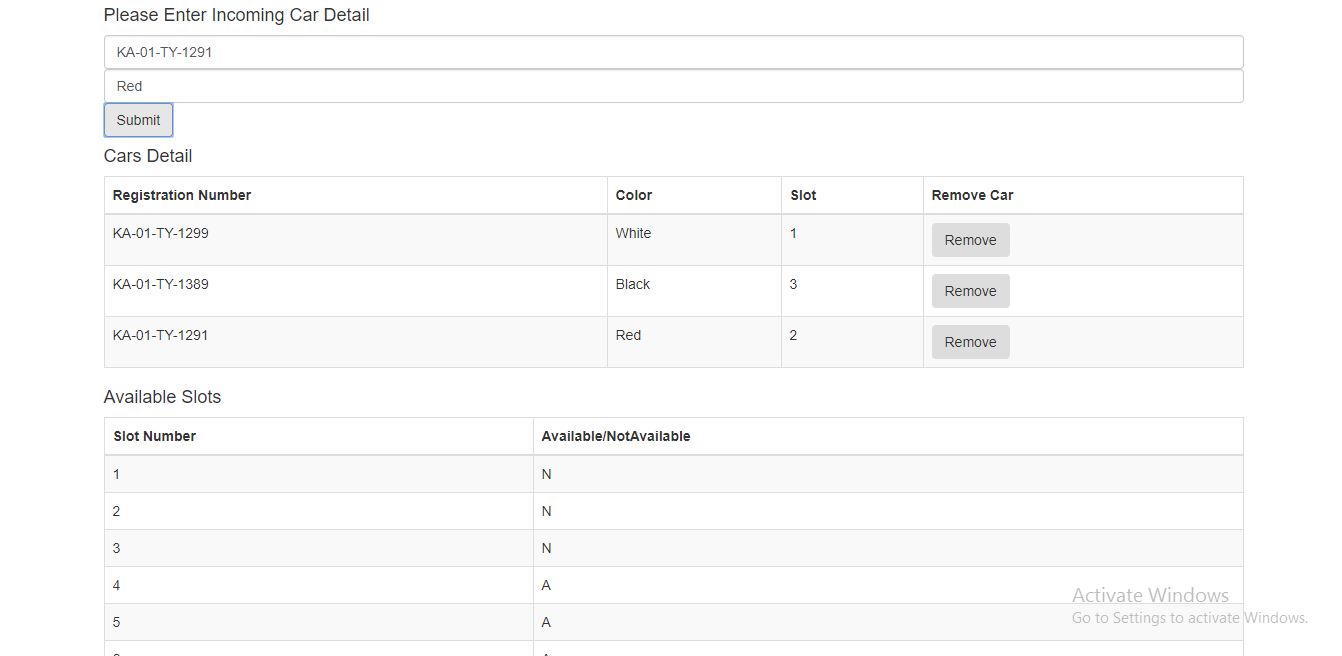 Please Enter Incoming Car Detail
KA-01-TY-1291
Red
Submit
Cars Detail
Registration Number Color Slot Remove Car
KA-01-TY-1299 White 1 Remove
KA-01-TY-1389 Black 3 Remove
KA-01-TY-1291 Red 2 Remove
Available Slots
Slot Number Available/NotAvailable
1 N
2 N
3 N
4 A
5 A
Activate Windows
Go to Settings to activate Windows.